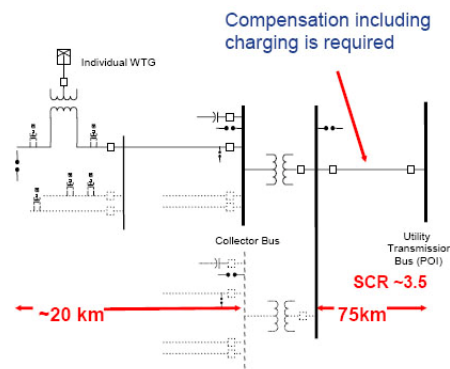 Compensation including
charging is required
Individual WTG
Collector Bus
Utility
Transmission
Bus (POI)
SCR ~3.5
~20 km
75km